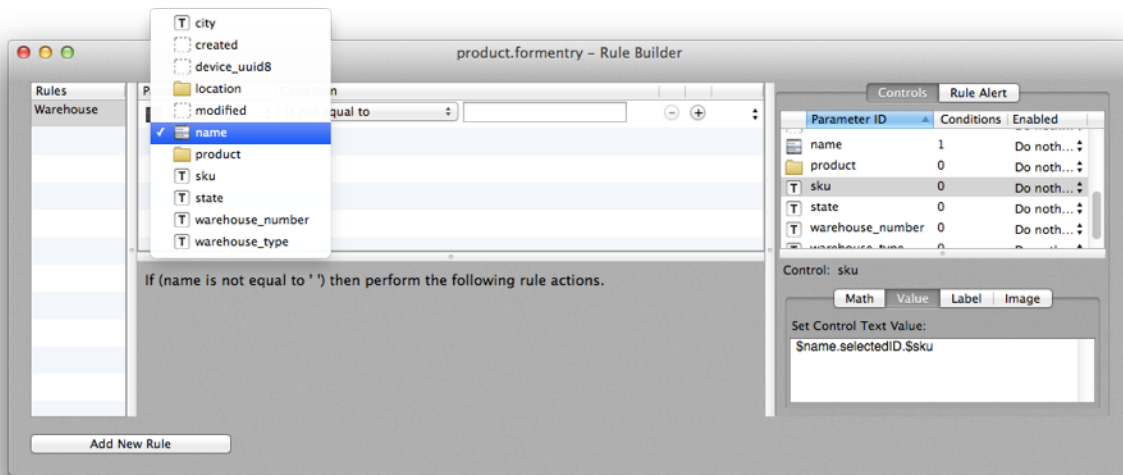 city
created
device_uuid8
location
modified
name
product
sku
state
warehouse_number
warehouse_type
product.formentry – Rule Builder
Rules
Warehouse
equal to
If (name is not equal to ' ') then perform the following rule actions.
Controls Rule Alert
Parameter ID Conditions Enabled
name 1 Do noth...
product 0 Do noth...
sku 0 Do noth...
state 0 Do noth...
warehouse_number 0 Do noth...
Control: sku
Math Value Label Image
Set Control Text Value:
$name.selectedID.$sku
Add New Rule